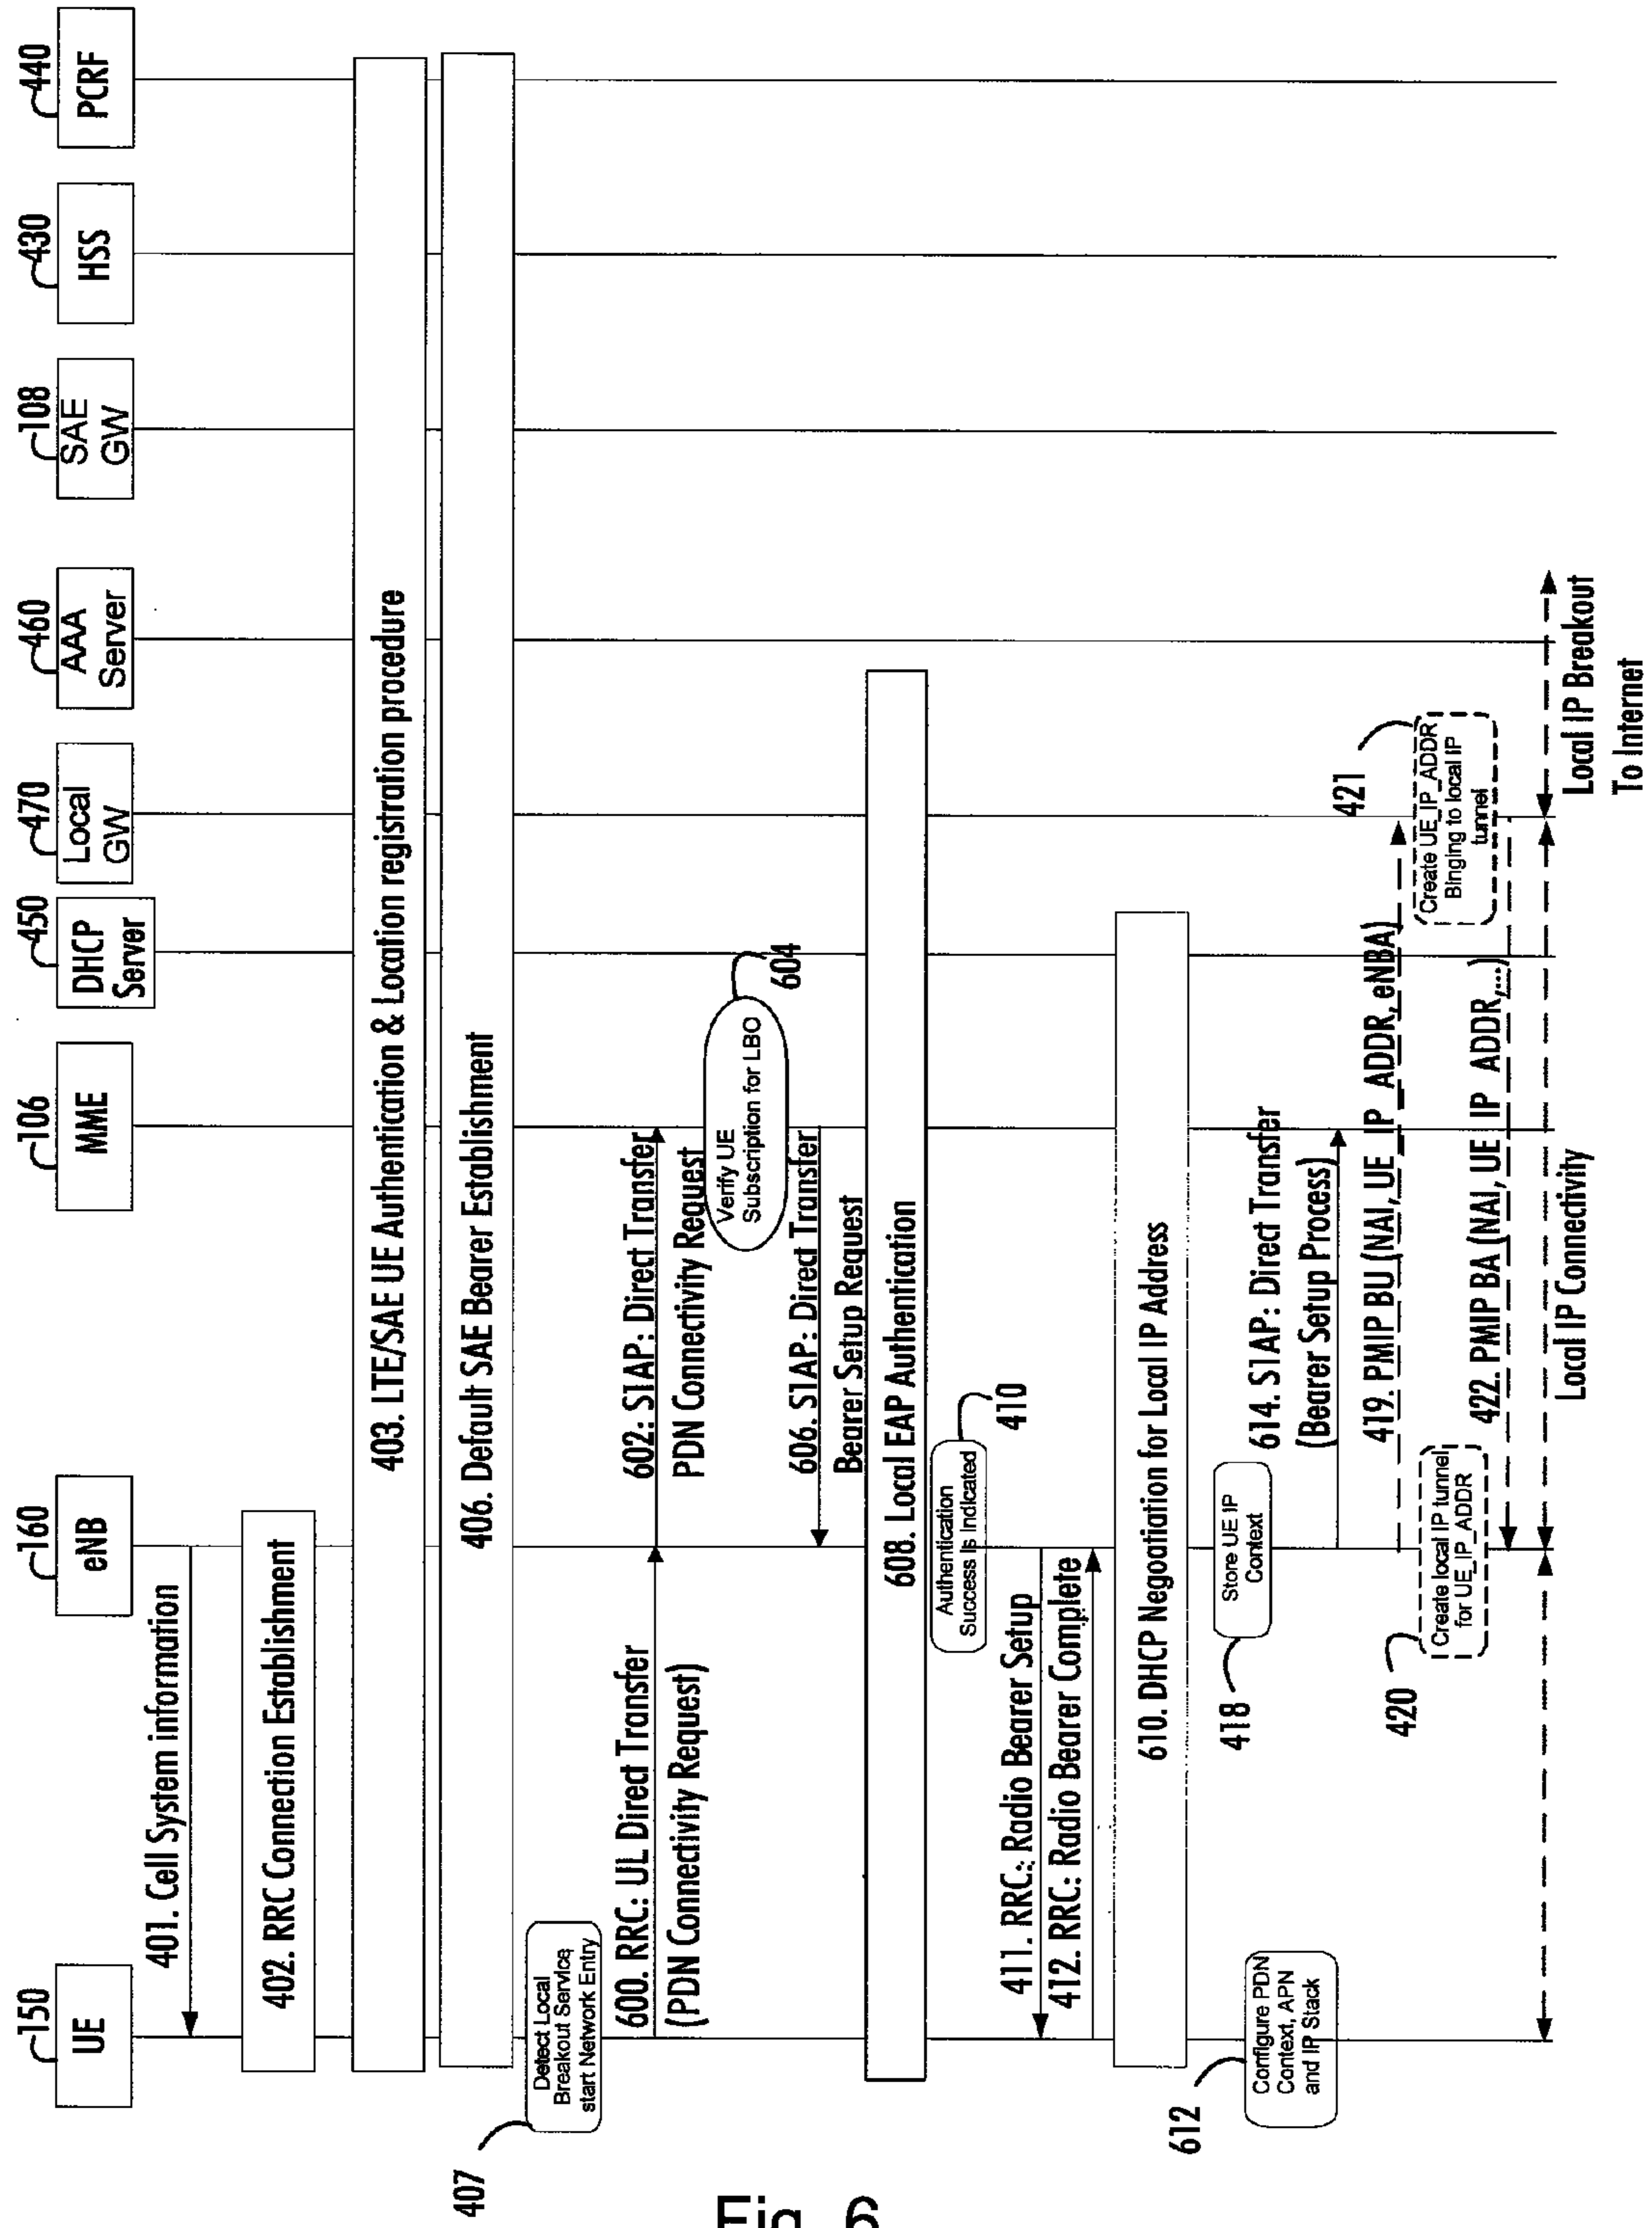 150
UE
160
eNB
106
MME
450
DHCP
Server
470
Local
GW
460
AAA
Server
108
SAE
GW
430
HSS
440
PCRF
401. Cell System information
402. RRC Connection Establishment
403. LTE/SAE UE Authentication & Location registration procedure
406. Default SAE Bearer Establishment
407
Detect Local
Breakout Service,
start Network Entry
600. RRC: UL Direct Transfer
(PDN Connectivity Request)
602: S1AP: Direct Transfer
PDN Connectivity Request
Verify UE
Subscription for LBO
604
606. S1AP: Direct Transfer
Bearer Setup Request
608. Local EAP Authentication
Authentication
Success Is Indicated
410
411. RRC: Radio Bearer Setup
412. RRC: Radio Bearer Complete
610. DHCP Negoatiation for Local IP Address
612
Configure PDN
Context, APN
and IP Stack
418
Store UE IP
Context
614. S1AP: Direct Transfer
(Bearer Setup Process)
419. PMIP BU (NAI, UE_IP_ADDR, eNBA)
421
Create UE_IP_ADDR
Binging to local IP
tunnel
420
Create local IP tunnel
for UE_IP_ADDR
422. PMIP BA (NAI, UE IP_ADDR,...)
Local IP Connectivity
Local IP Breakout
To Internet